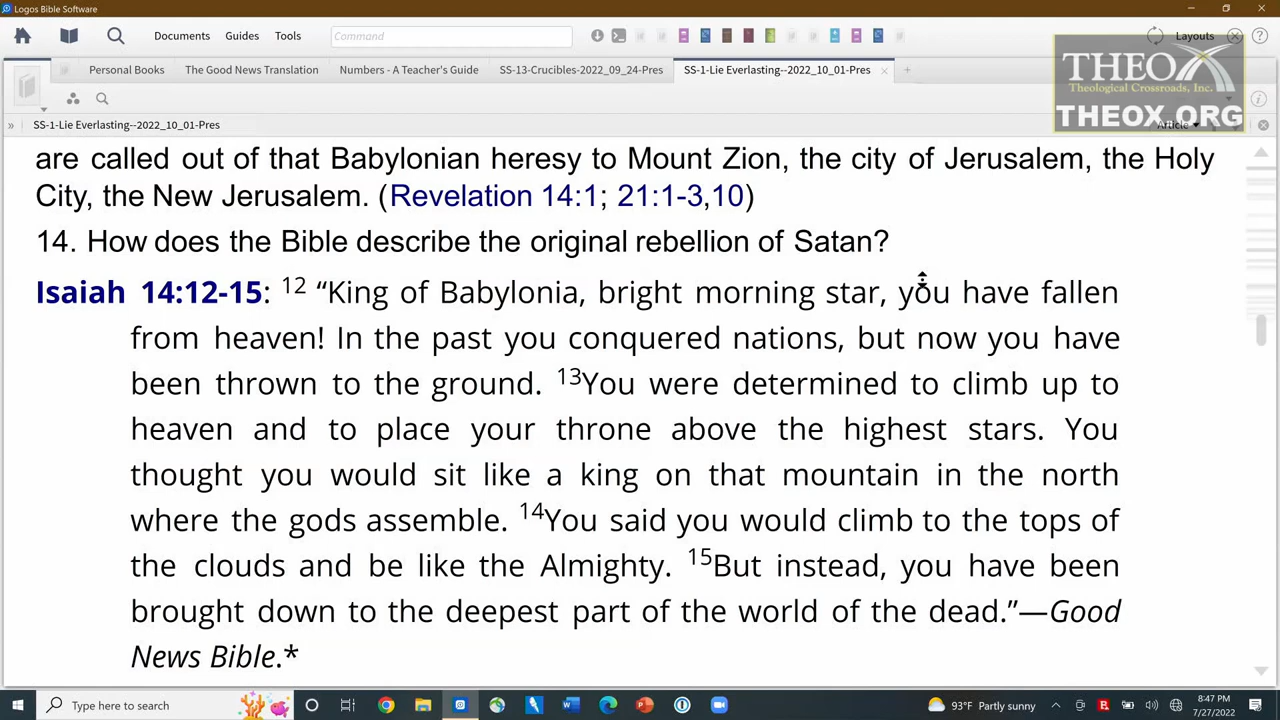 Logos Bible Software
Documents Guides Tools Command Layouts
THEOX
Theological Crossroads, Inc.
THEOX.ORG
Personal Books The Good News Translation Numbers - A Teacher's Guide SS-13-Crucibles-2022_09_24-Pres SS-1-Lie Everlasting--2022_10_01-Pres
SS-1-Lie Everlasting--2022_10_01-Pres Article
are called out of that Babylonian heresy to Mount Zion, the city of Jerusalem, the Holy
City, the New Jerusalem. (Revelation 14:1; 21:1-3,10)
14. How does the Bible describe the original rebellion of Satan?
Isaiah 14:12-15: 12 “King of Babylonia, bright morning star, you have fallen
from heaven! In the past you conquered nations, but now you have
been thrown to the ground. 13You were determined to climb up to
heaven and to place your throne above the highest stars. You
thought you would sit like a king on that mountain in the north
where the gods assemble. 14You said you would climb to the tops of
the clouds and be like the Almighty. 15But instead, you have been
brought down to the deepest part of the world of the dead.”—Good
News Bible.*
Type here to search 93°F Partly sunny 8:47 PM
7/27/2022